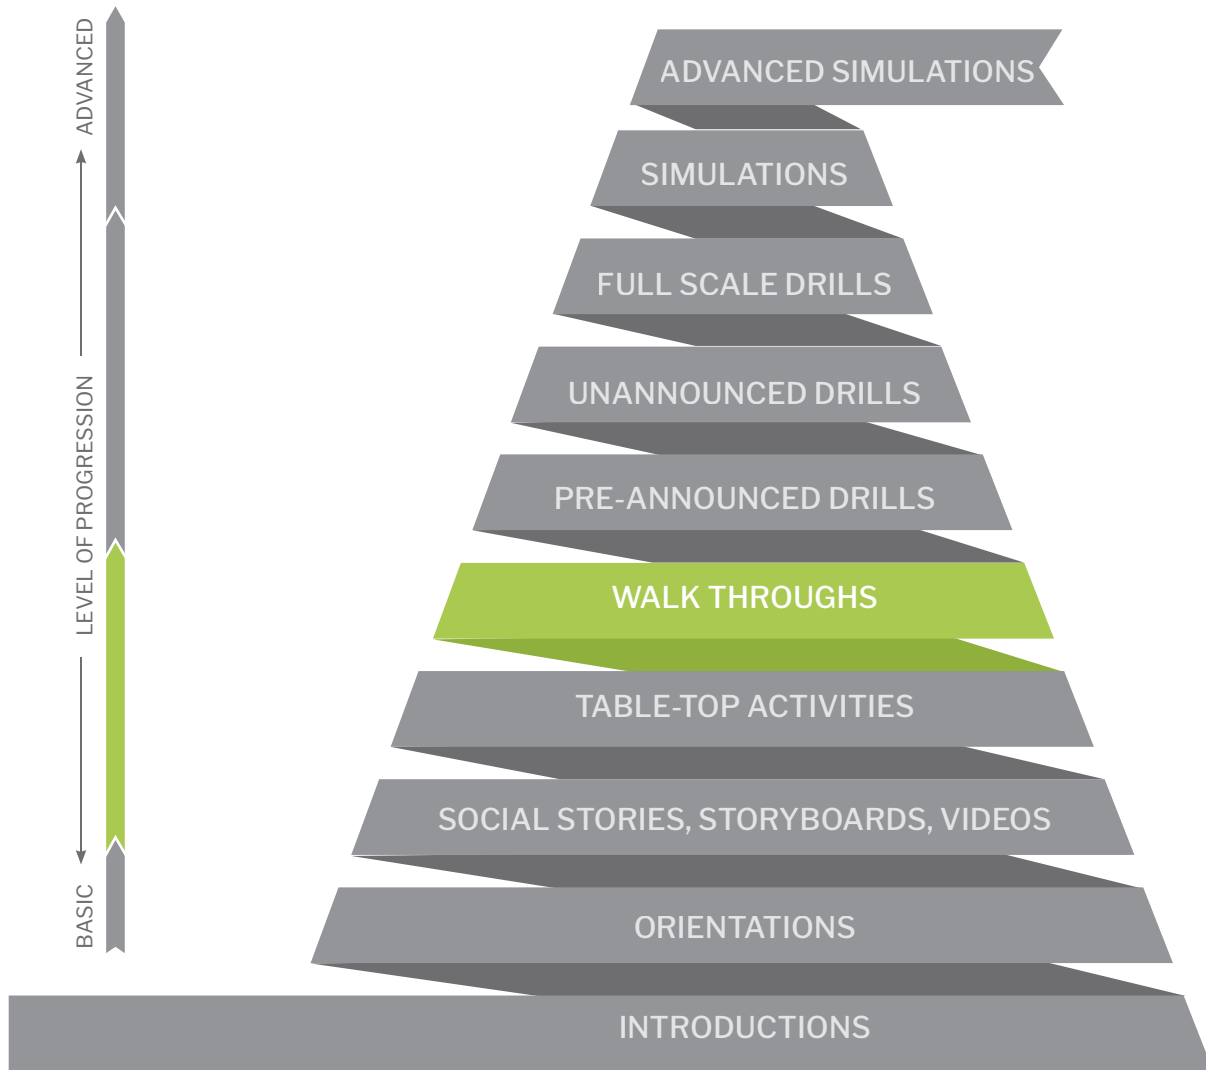 ADVANCED
LEVEL OF PROGRESSION
BASIC
ADVANCED SIMULATIONS
SIMULATIONS
FULL SCALE DRILLS
UNANNOUNCED DRILLS
PRE-ANNOUNCED DRILLS
WALK THROUGHS
TABLE-TOP ACTIVITIES
SOCIAL STORIES, STORYBOARDS, VIDEOS
ORIENTATIONS
INTRODUCTIONS